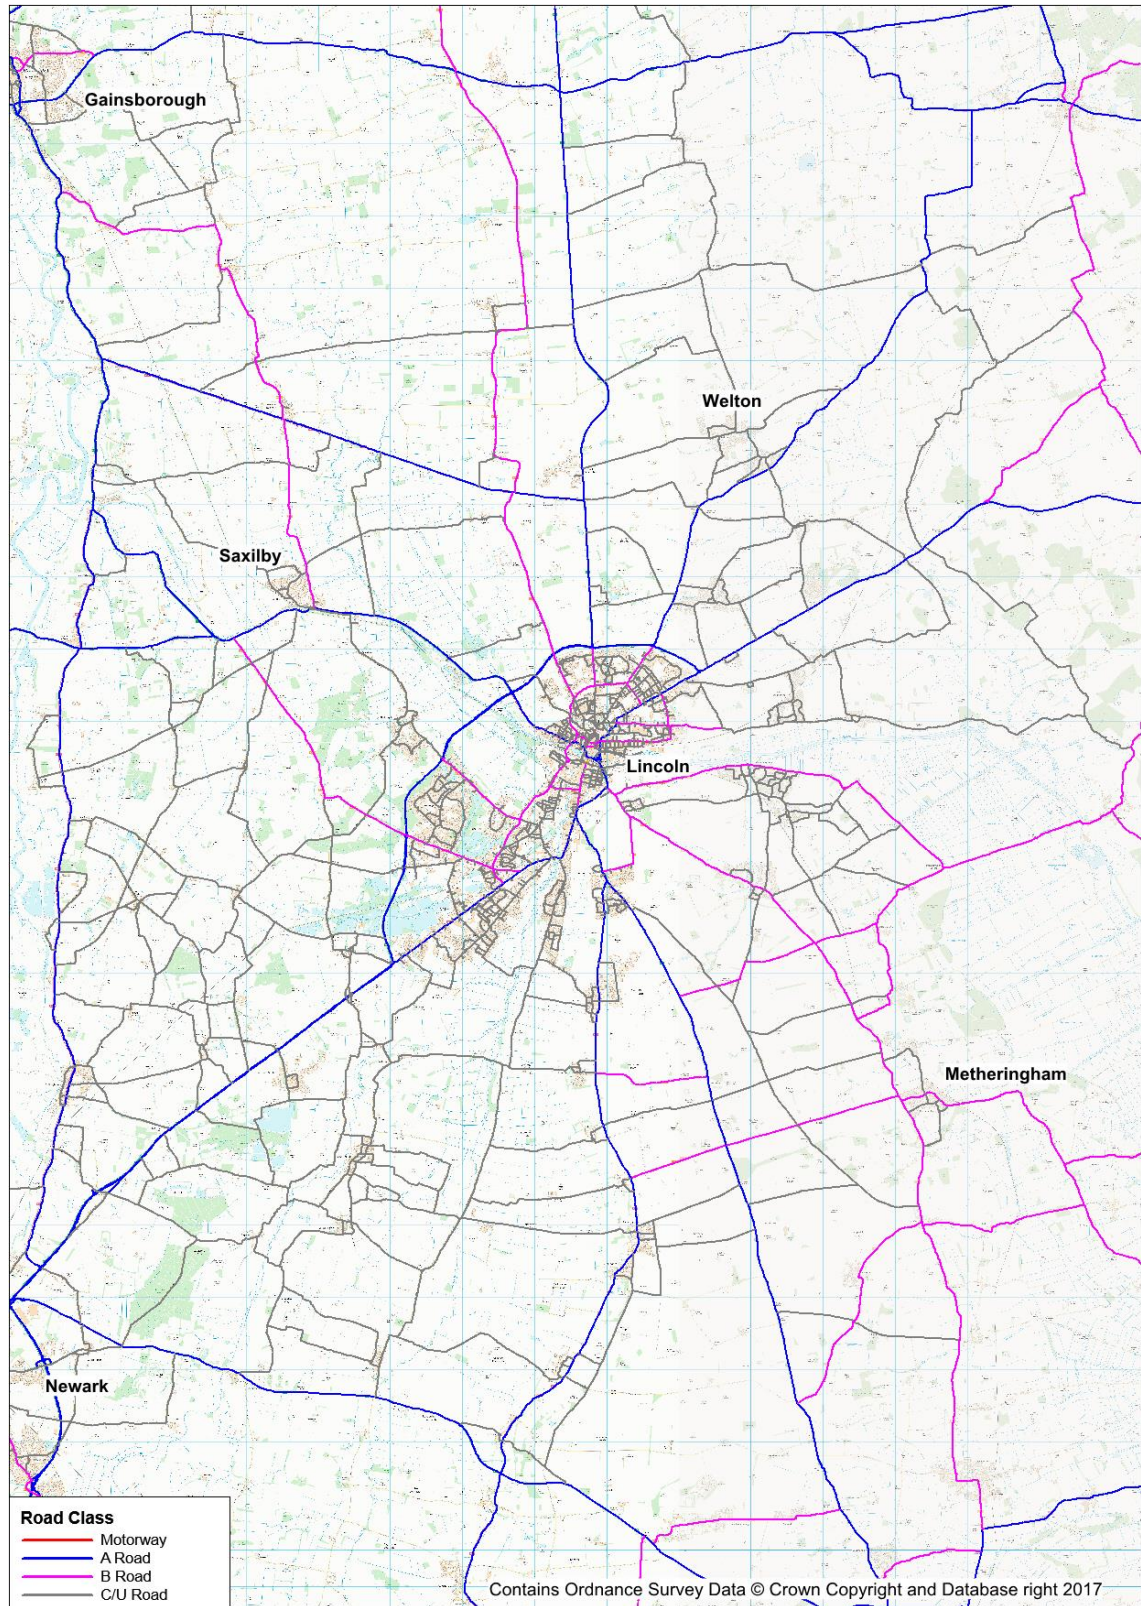 Gainsborough
Welton
Saxilby
Lincoln
Metheringham
Newark
Road Class
Motorway
A Road
B Road
C/U Road
Contains Ordnance Survey Data © Crown Copyright and Database right 2017